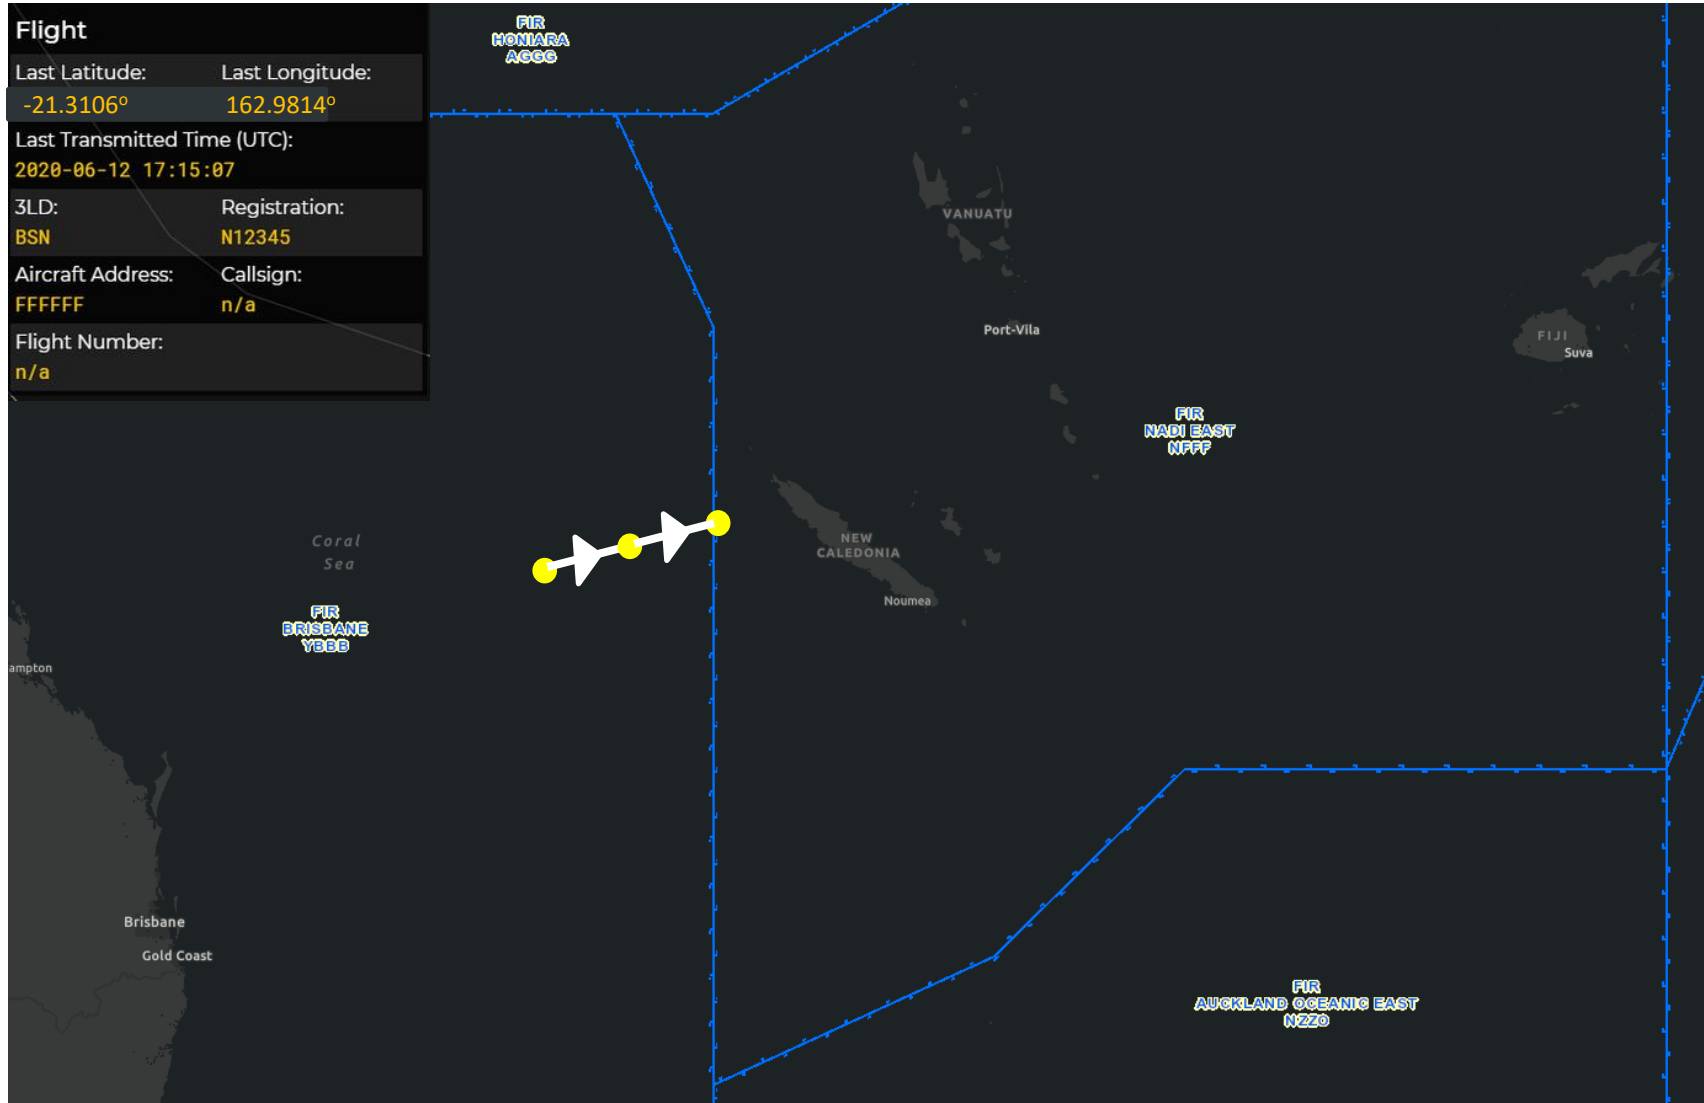 Flight
Last Latitude: Last Longitude:
-21.3106º 162.9814º
Last Transmitted Time (UTC):
2020-06-12 17:15:07
3LD: Registration:
BSN N12345
Aircraft Address: Callsign:
FFFFFF n/a
Flight Number:
n/a
FIR
HONIARA
AGGG
VANUATU
Port-Vila
FIJI
Suva
FIR
NADI EAST
NFFF
Coral
Sea
NEW
CALEDONIA
Noumea
FIR
BRISBANE
YBBB
ampton
Brisbane
Gold Coast
FIR
AUCKLAND OCEANIC EAST
NZZO